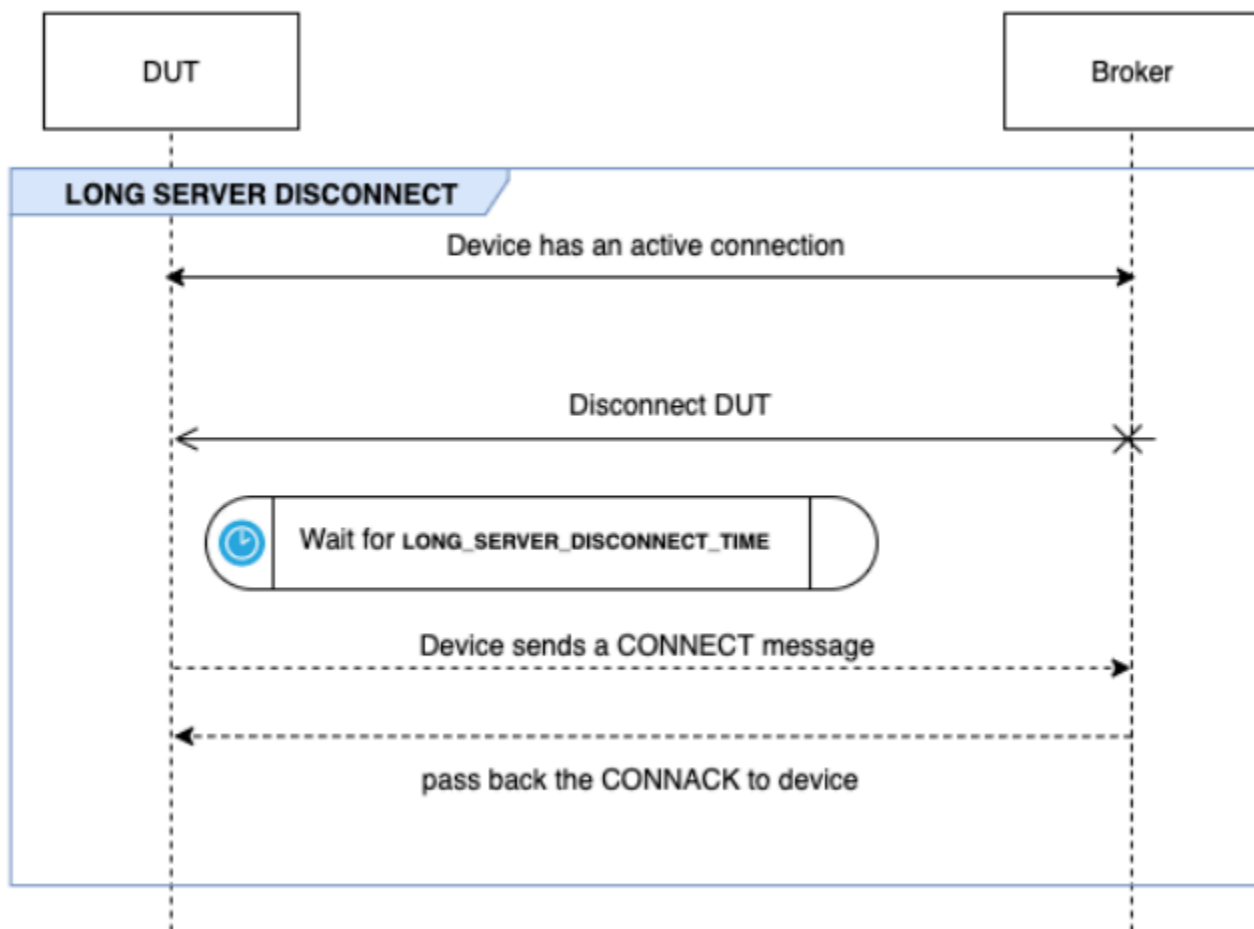 DUT
Broker
LONG SERVER DISCONNECT
Device has an active connection
Disconnect DUT
Wait for LONG_SERVER_DISCONNECT_TIME
Device sends a CONNECT message
pass back the CONNACK to device